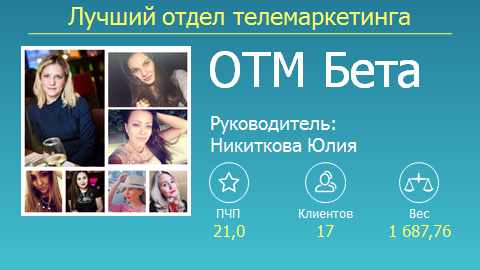 Лучший отдел телемаркетинга
ОТМ Бета
Руководитель:
Никиткова Юлия
ПЧП
Клиентов
Вес
21,0
17
1 687,76